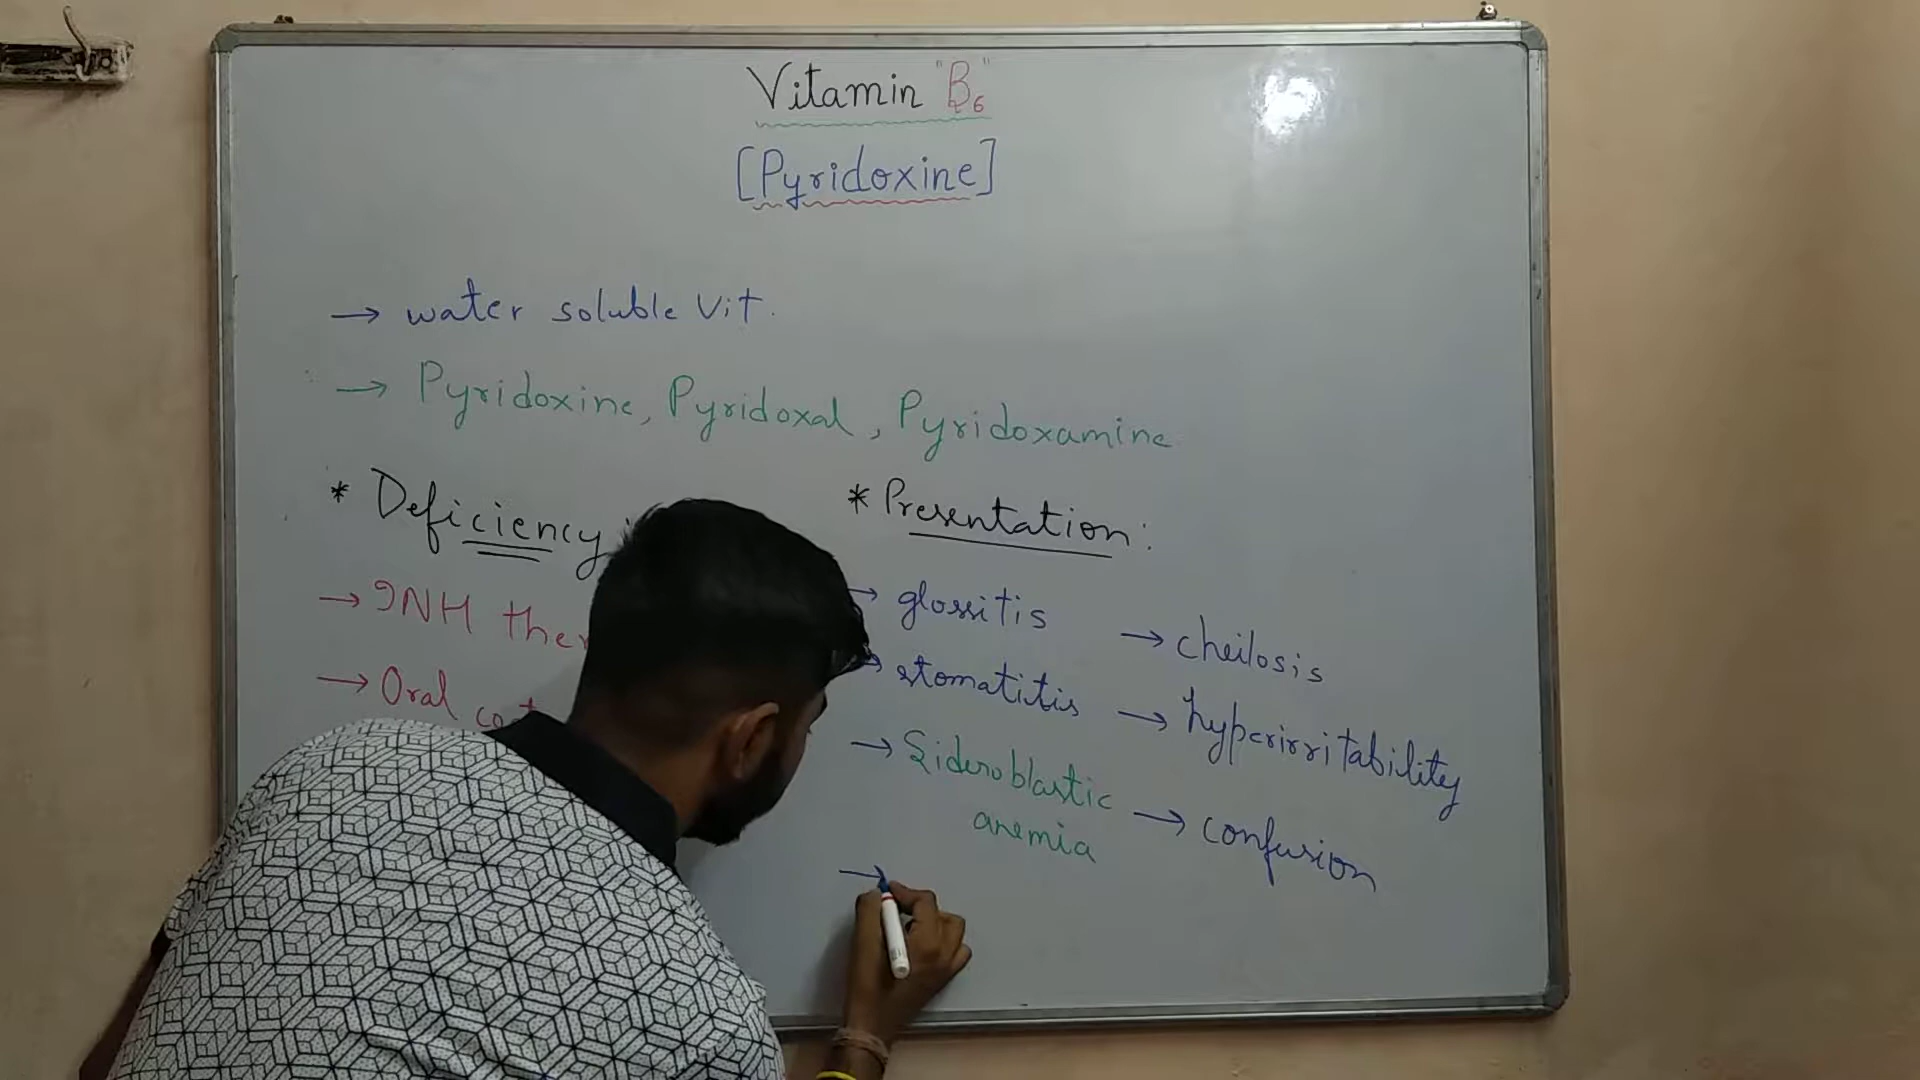 Vitamin "B6"
[Pyridoxine]
→ water soluble Vit.
→ Pyridoxine, Pyridoxal, Pyridoxamine
* Deficiency
→ INH
→ Oral
* Presentation:
→ glossitis
→ stomatitis
→ Sideroblastic
anemia
→
→ cheilosis
→ hyperirritability
→ confusion